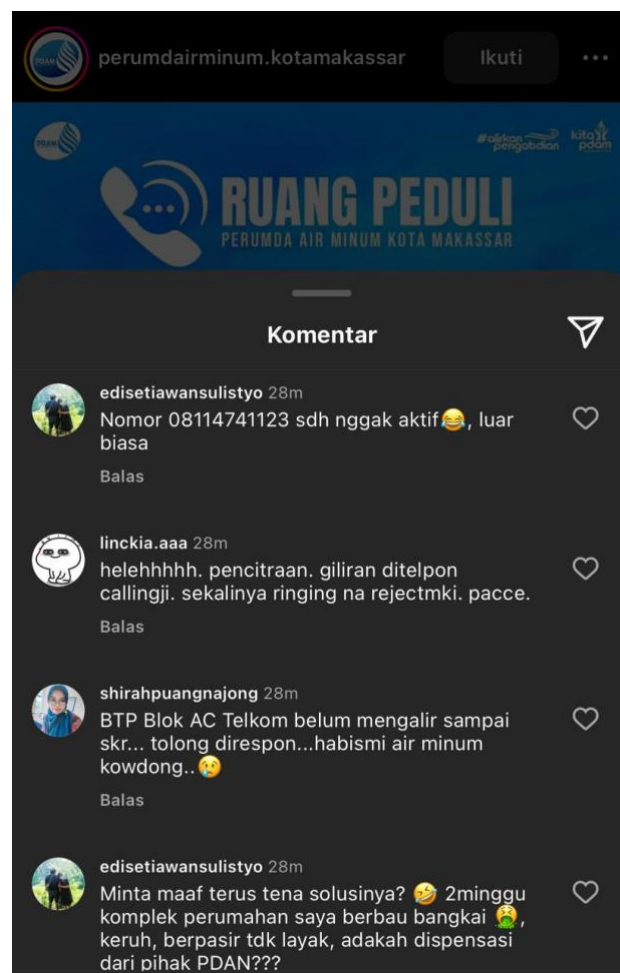 PDAM
perumdairminum.kotamakassar
Ikuti
PDAM
#alirkan
pengabdian
kita
pdam
RUANG PEDULI
PERUMDA AIR MINUM KOTA MAKASSAR
Komentar
edisetiawansulistyo 28m
Nomor 08114741123 sdh nggak aktif😂, luar
biasa
Balas
linckia.aaa 28m
helehhhhh. pencitraan. giliran ditelpon
callingji. sekalinya ringing na rejectmki. pacce.
Balas
shirahpuangnajong 28m
BTP Blok AC Telkom belum mengalir sampai
skr... tolong direspon...habismi air minum
kowdong..😢
Balas
edisetiawansulistyo 28m
Minta maaf terus tena solusinya? 🤣 2minggu
komplek perumahan saya berbau bangkai 🤮,
keruh, berpasir tdk layak, adakah dispensasi
dari pihak PDAN???